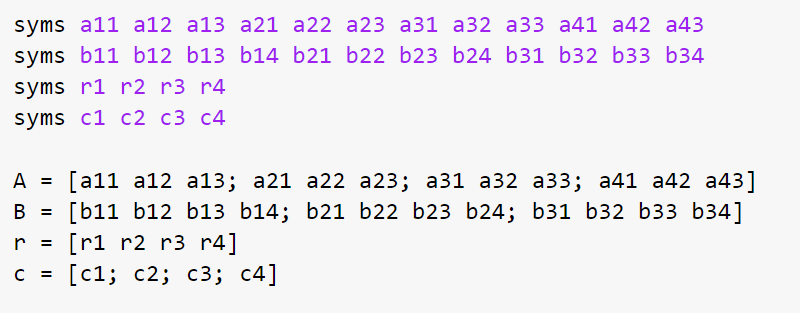 syms a11 a12 a13 a21 a22 a23 a31 a32 a33 a41 a42 a43
syms b11 b12 b13 b14 b21 b22 b23 b24 b31 b32 b33 b34
syms r1 r2 r3 r4
syms c1 c2 c3 c4
A = [a11 a12 a13; a21 a22 a23; a31 a32 a33; a41 a42 a43]
B = [b11 b12 b13 b14; b21 b22 b23 b24; b31 b32 b33 b34]
r = [r1 r2 r3 r4]
c = [c1; c2; c3; c4]